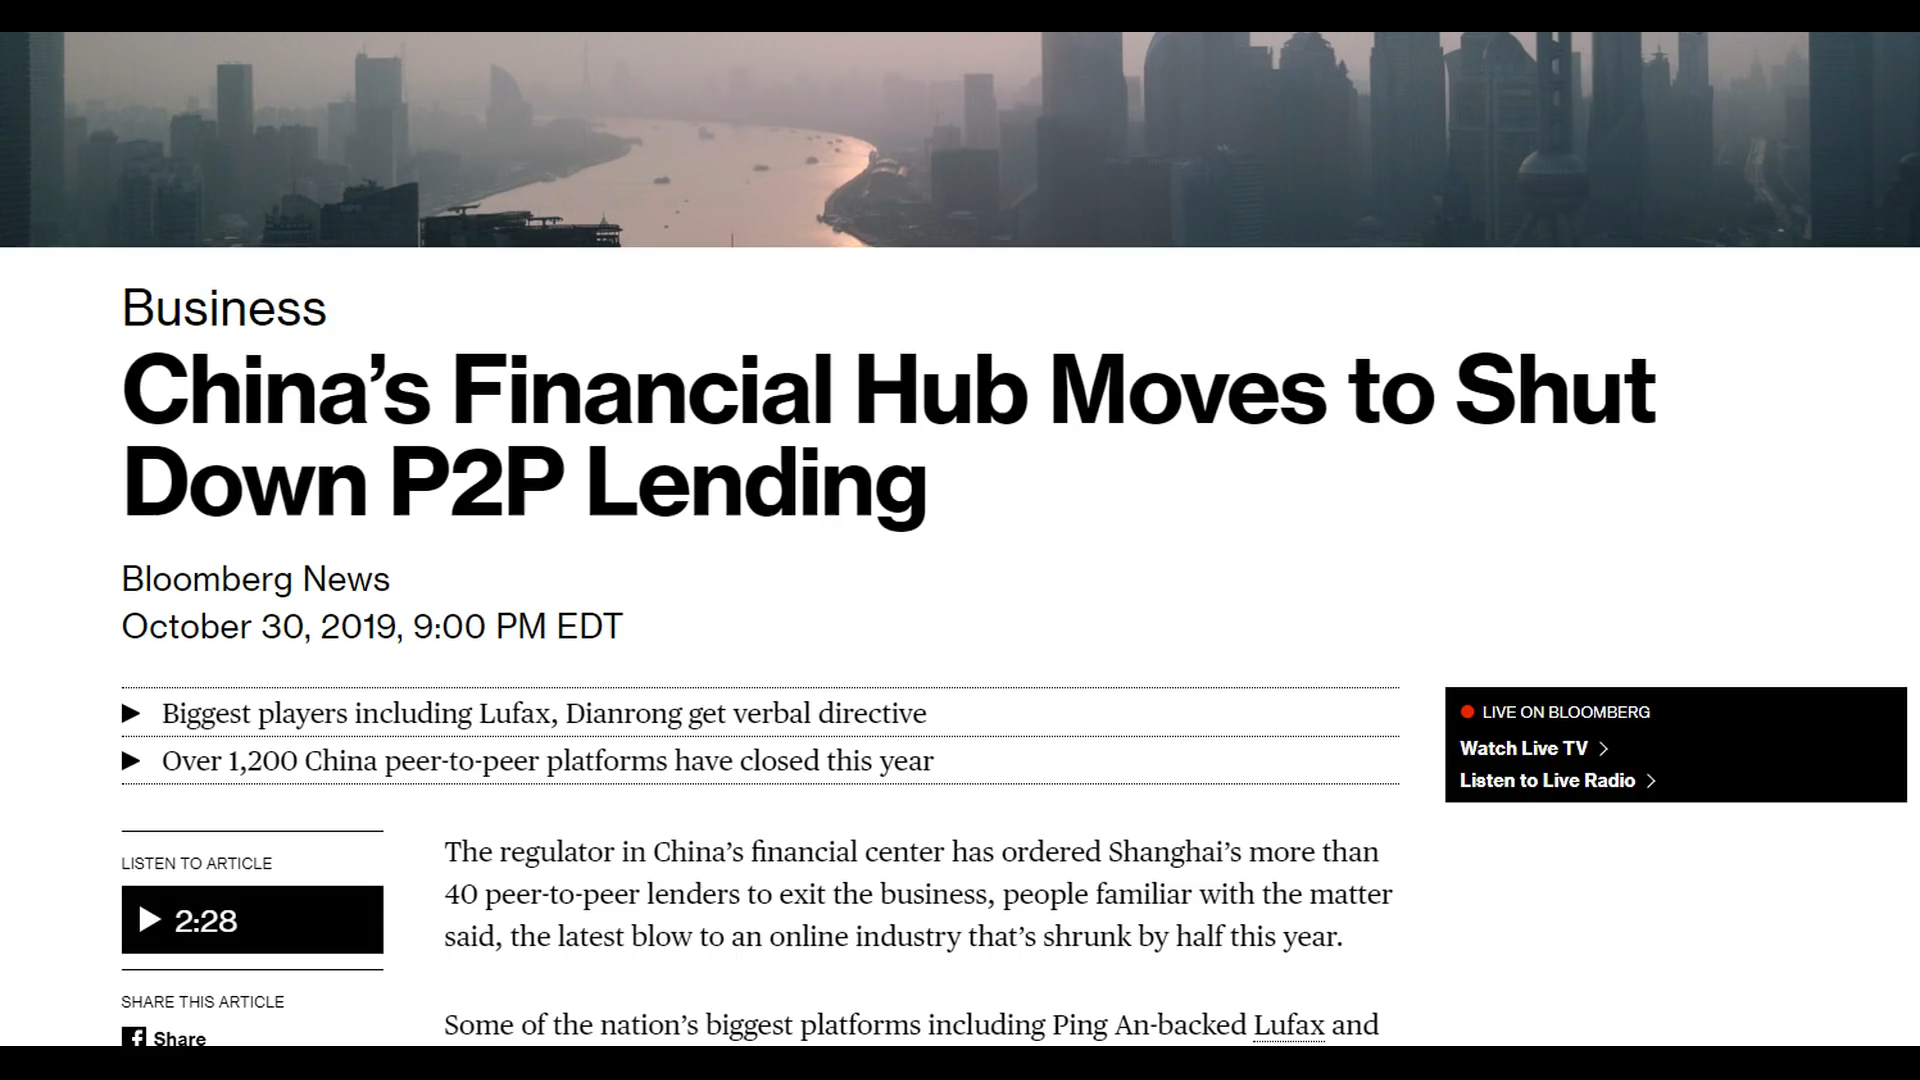 Business
China’s Financial Hub Moves to Shut
Down P2P Lending
Bloomberg News
October 30, 2019, 9:00 PM EDT
Biggest players including Lufax, Dianrong get verbal directive
Over 1,200 China peer-to-peer platforms have closed this year
LIVE ON BLOOMBERG
Watch Live TV
Listen to Live Radio
LISTEN TO ARTICLE
2:28
SHARE THIS ARTICLE
Share
The regulator in China’s financial center has ordered Shanghai’s more than
40 peer-to-peer lenders to exit the business, people familiar with the matter
said, the latest blow to an online industry that’s shrunk by half this year.
Some of the nation’s biggest platforms including Ping An-backed Lufax and